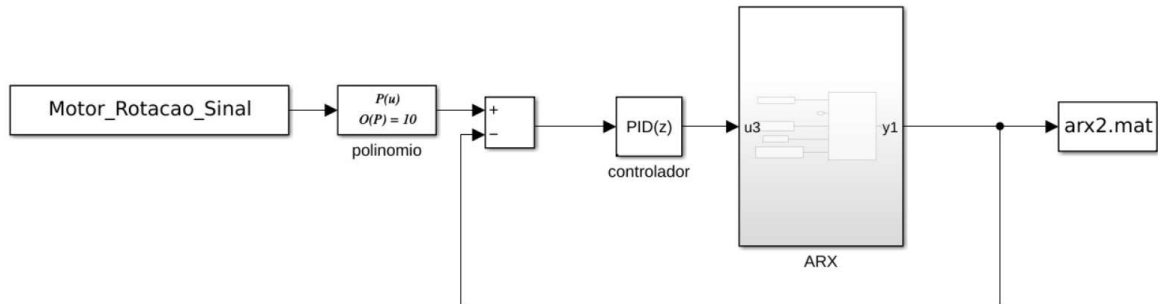 Motor_Rotacao_Sinal
P(u)
O(P) = 10
polinomio
+
−
PID(z)
controlador
u3
y1
ARX
arx2.mat